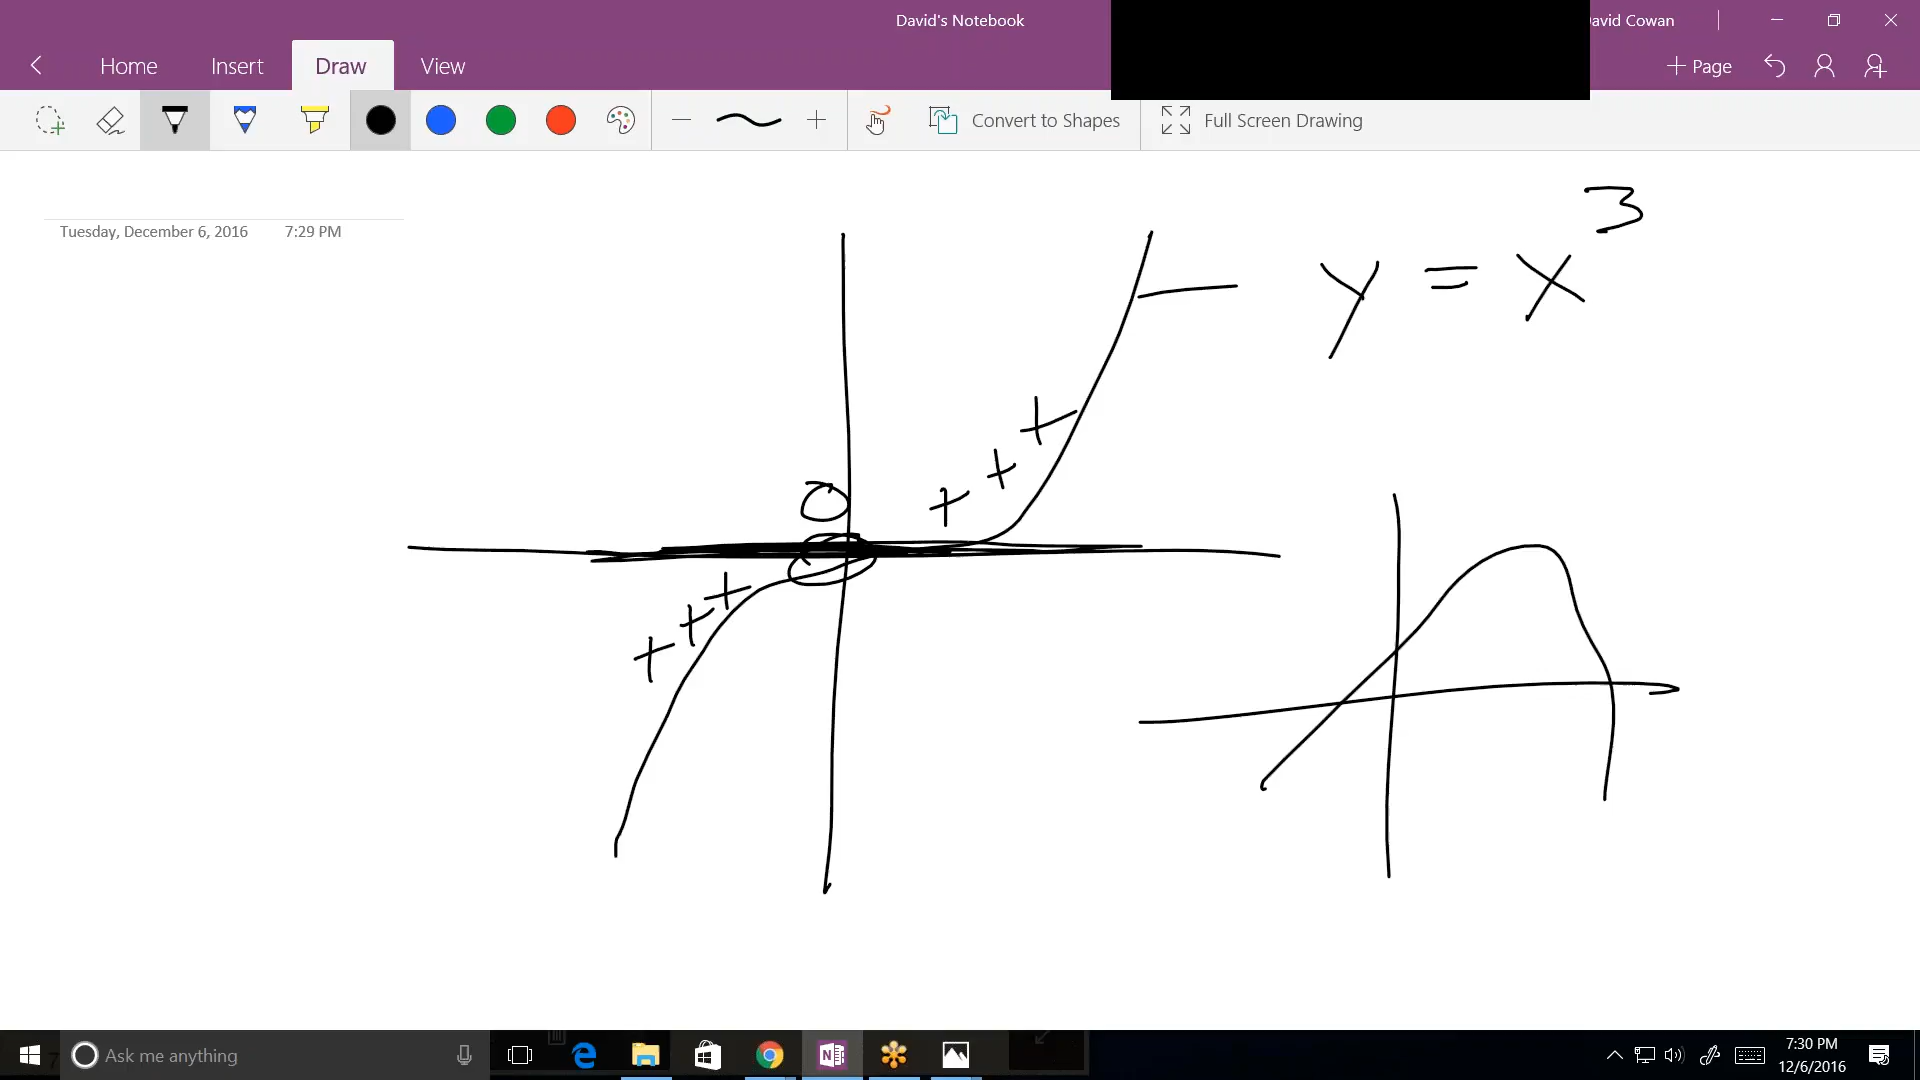 David's Notebook
avid Cowan
Home Insert Draw View
Page
Convert to Shapes Full Screen Drawing
Tuesday, December 6, 2016 7:29 PM
y = x³
+ + +
0
+ + +
Ask me anything
7:30 PM
12/6/2016